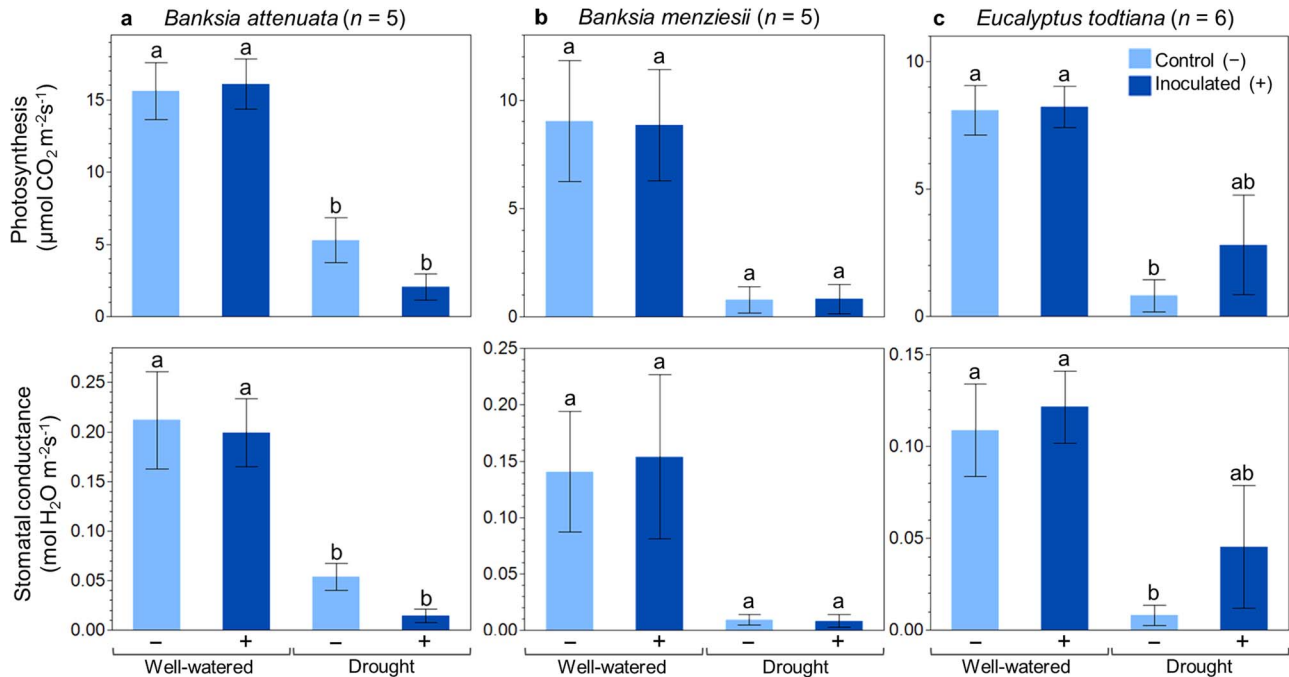 a Banksia attenuata (n = 5)
b Banksia menziesii (n = 5)
c Eucalyptus todtiana (n = 6)
Photosynthesis
(µmol CO₂ m⁻²s⁻¹)
15
10
5
0
a
a
b
b
10
5
0
a
a
a
a
10
5
0
a
a
b
ab
Control (−)
Inoculated (+)
Stomatal conductance
(mol H₂O m⁻²s⁻¹)
0.25
0.20
0.15
0.10
0.05
0.00
a
a
b
b
0.25
0.20
0.15
0.10
0.05
0.00
a
a
a
a
0.15
0.10
0.05
0.00
a
a
b
ab
− + − +
− + − +
− + − +
Well-watered Drought
Well-watered Drought
Well-watered Drought